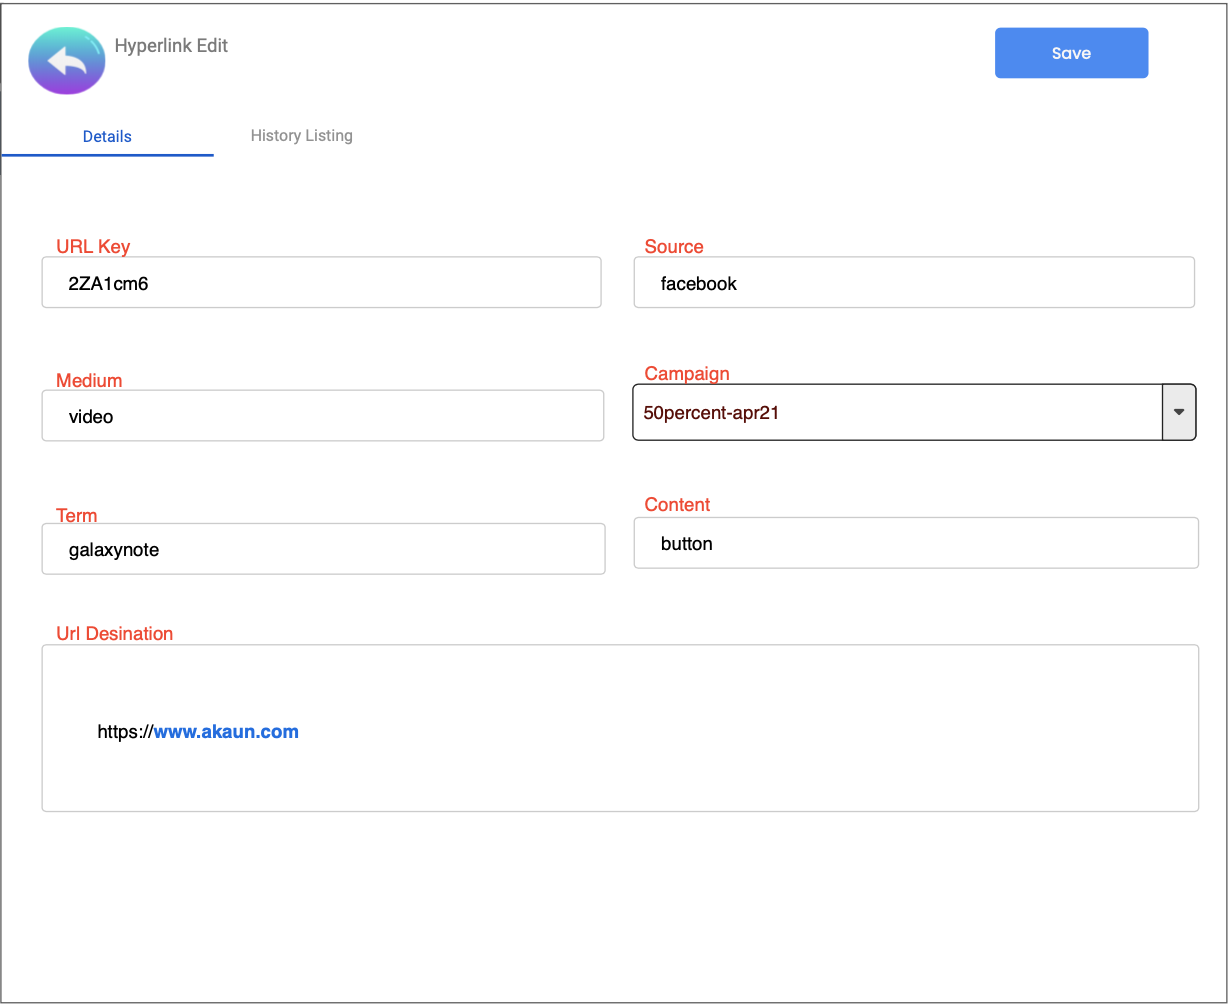 Hyperlink Edit
Save
Details
History Listing
URL Key
2ZA1cm6
Source
facebook
Medium
video
Campaign
50percent-apr21
Term
galaxynote
Content
button
Url Desination
https://www.akaun.com